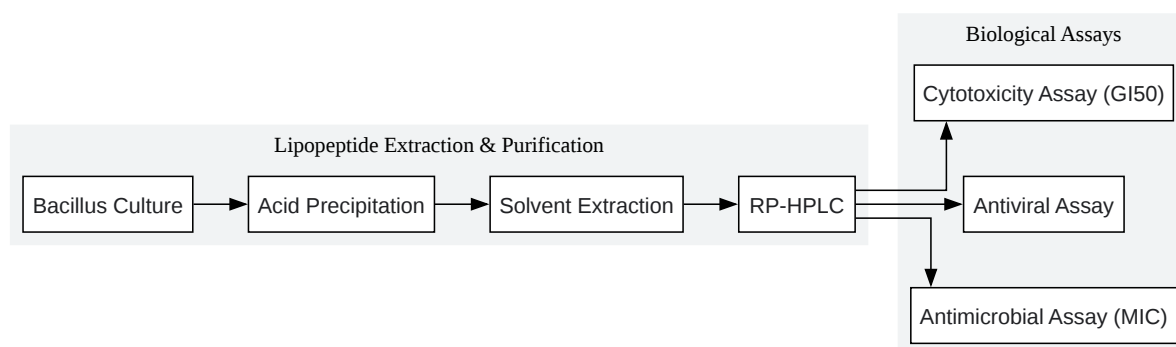 Lipopeptide Extraction & Purification
Bacillus Culture
Acid Precipitation
Solvent Extraction
RP-HPLC
Biological Assays
Cytotoxicity Assay (GI50)
Antiviral Assay
Antimicrobial Assay (MIC)